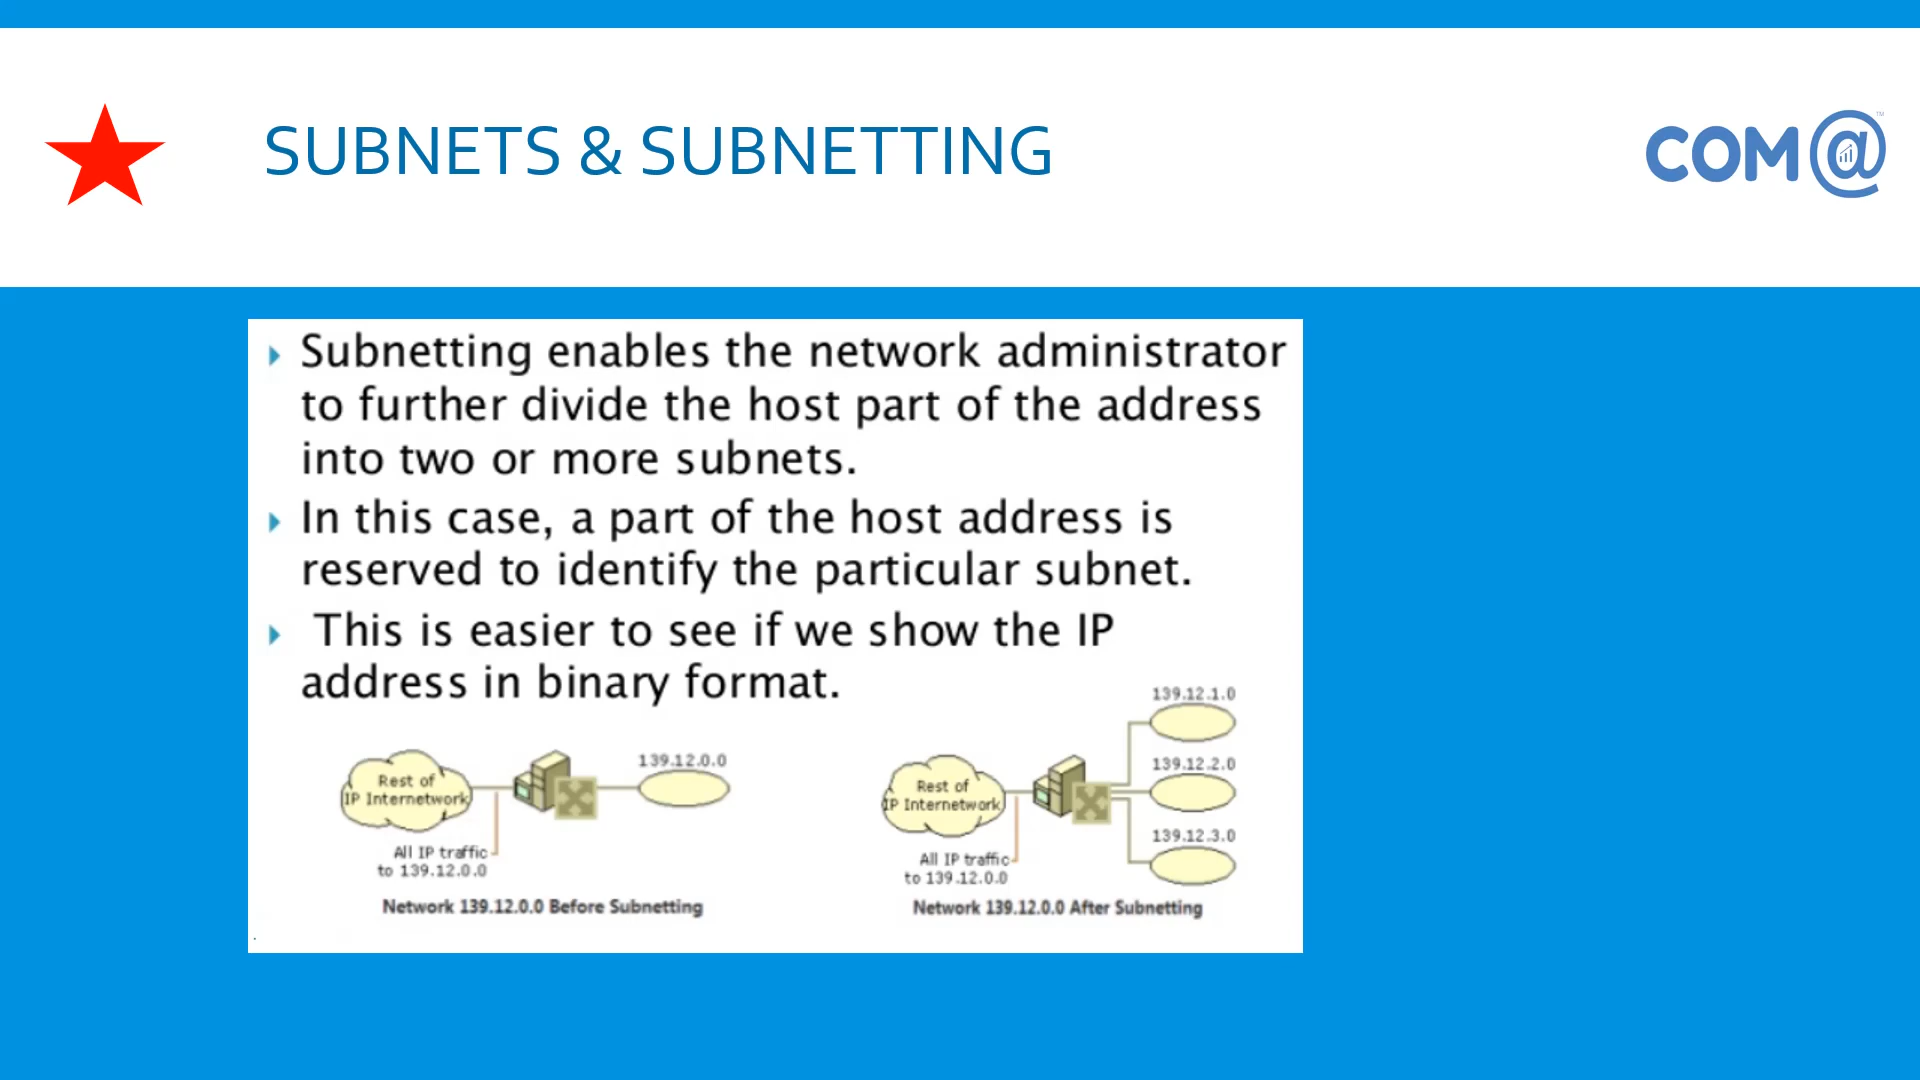 SUBNETS & SUBNETTING
COM@
TM
Subnetting enables the network administrator
to further divide the host part of the address
into two or more subnets.
In this case, a part of the host address is
reserved to identify the particular subnet.
This is easier to see if we show the IP
address in binary format.
Rest of
IP Internetwork
139.12.0.0
All IP traffic
to 139.12.0.0
Network 139.12.0.0 Before Subnetting
Rest of
IP Internetwork
139.12.1.0
139.12.2.0
139.12.3.0
All IP traffic
to 139.12.0.0
Network 139.12.0.0 After Subnetting